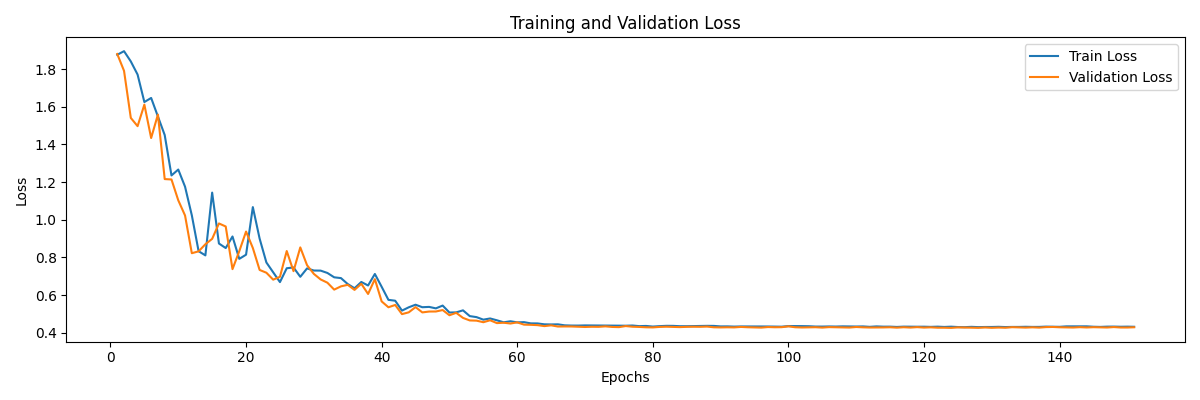 Training and Validation Loss
Train Loss
Validation Loss
1.8
1.6
1.4
1.2
1.0
0.8
0.6
0.4
Loss
0 20 40 60 80 100 120 140
Epochs